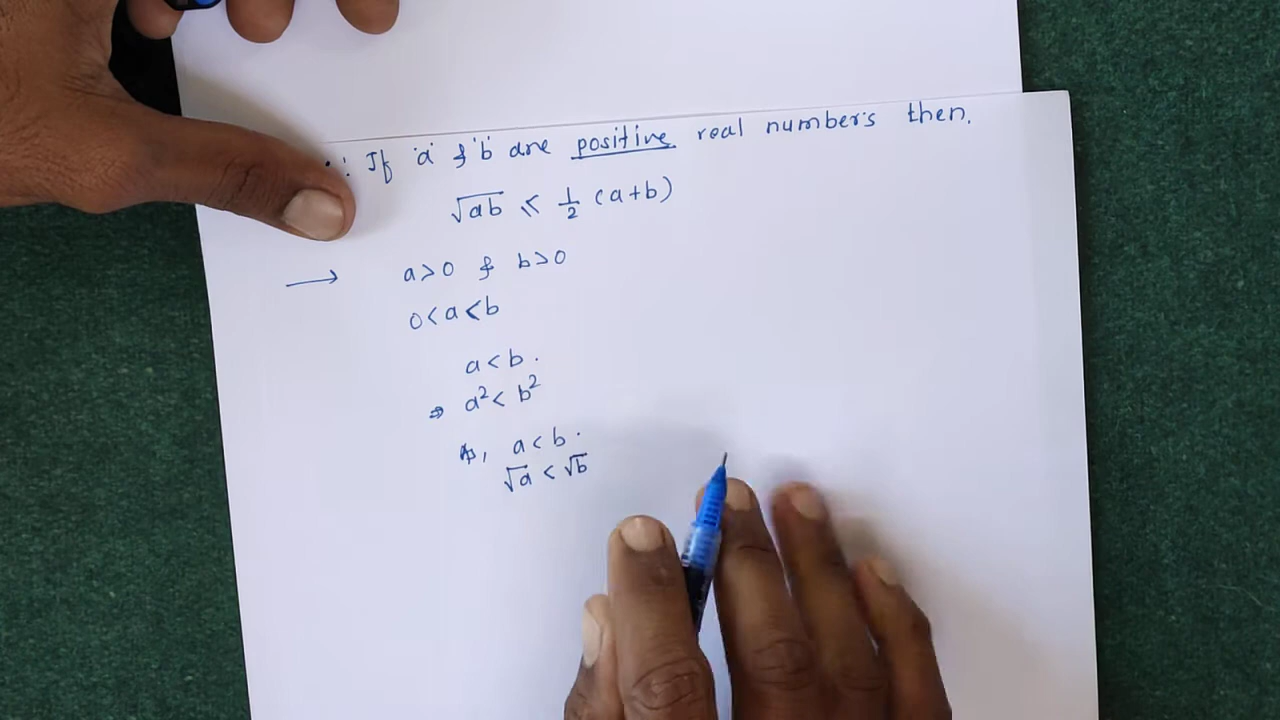 : If 'a' & 'b' are positive real numbers then,
√ab ≤ 1/2 (a+b)
→ a>0 & b>0
0<a<b
a<b.
⇒ a²< b²
a<b.
√a < √b